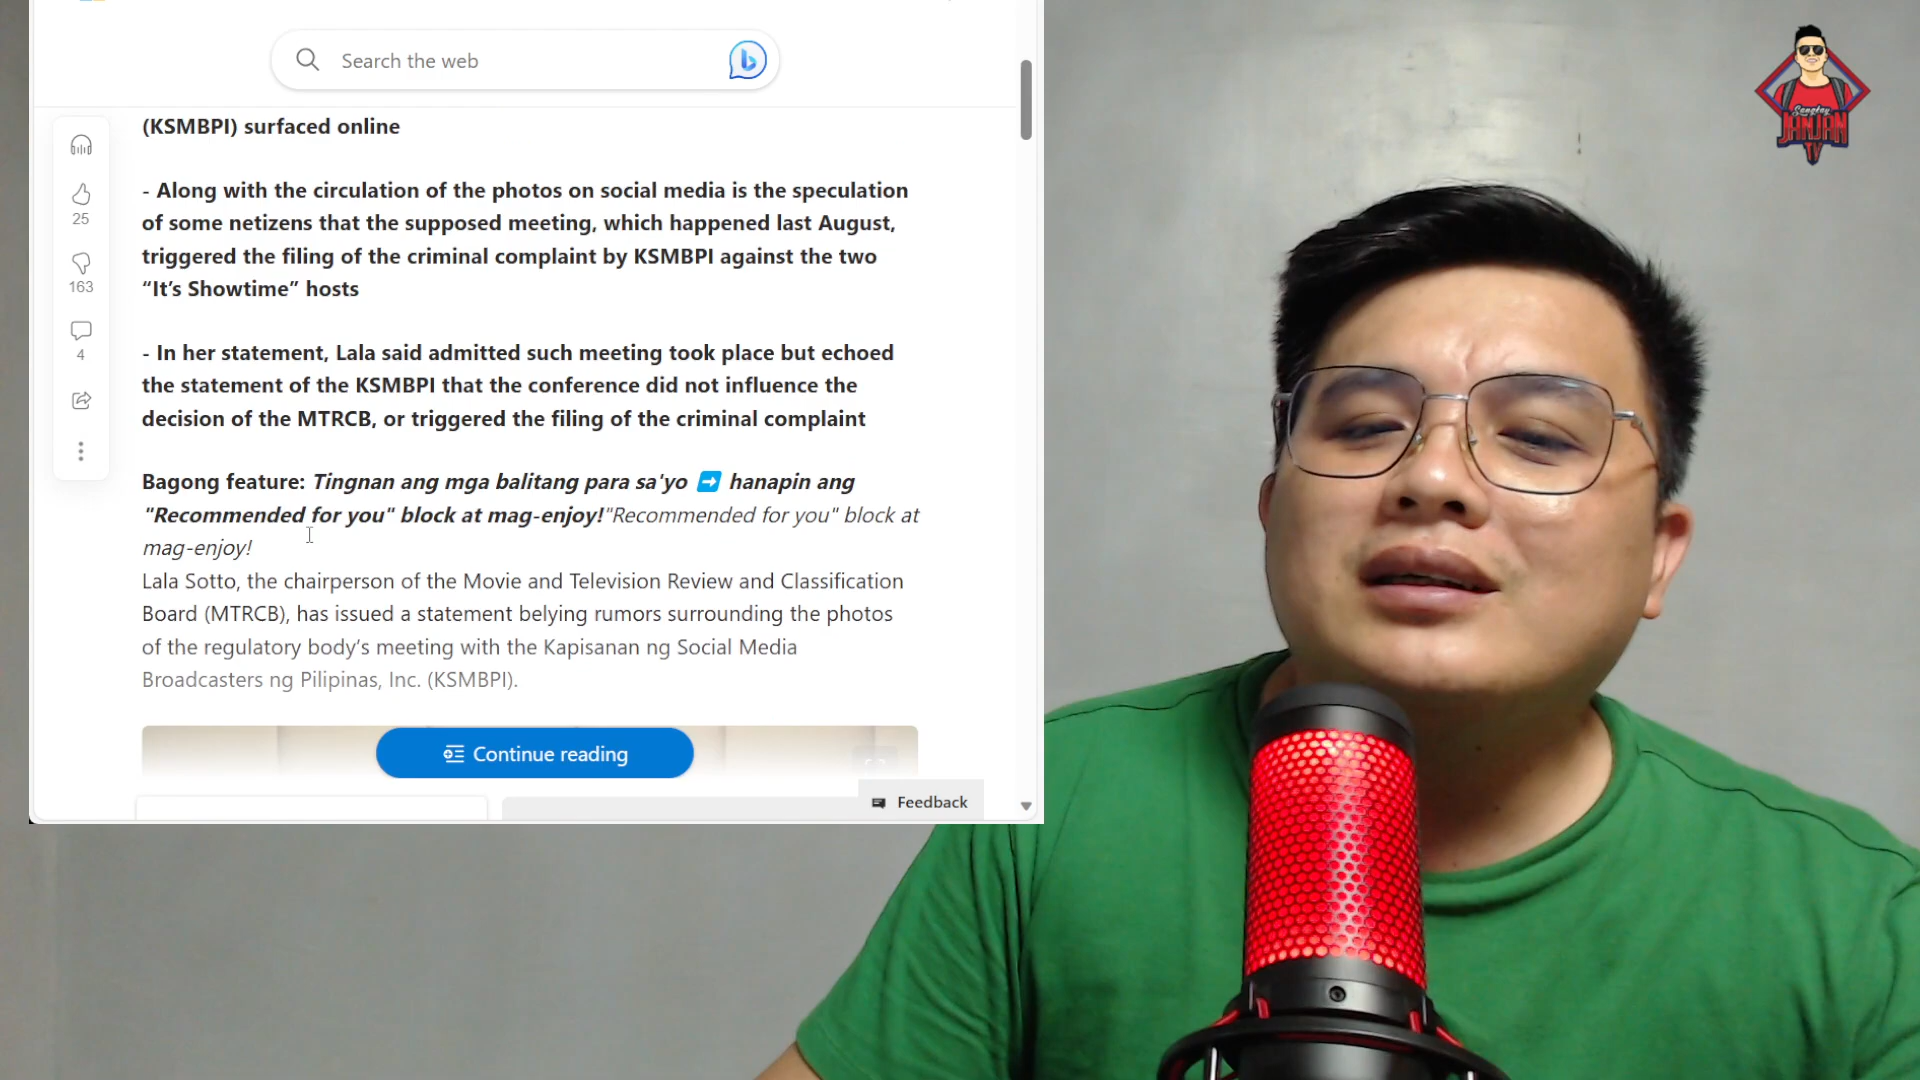 Search the web
(KSMBPI) surfaced online
- Along with the circulation of the photos on social media is the speculation
of some netizens that the supposed meeting, which happened last August,
triggered the filing of the criminal complaint by KSMBPI against the two
“It’s Showtime” hosts
- In her statement, Lala said admitted such meeting took place but echoed
the statement of the KSMBPI that the conference did not influence the
decision of the MTRCB, or triggered the filing of the criminal complaint
Bagong feature: Tingnan ang mga balitang para sa'yo ➡ hanapin ang
"Recommended for you" block at mag-enjoy!"Recommended for you" block at
mag-enjoy!
Lala Sotto, the chairperson of the Movie and Television Review and Classification
Board (MTRCB), has issued a statement belying rumors surrounding the photos
of the regulatory body’s meeting with the Kapisanan ng Social Media
Broadcasters ng Pilipinas, Inc. (KSMBPI).
Continue reading
Feedback
25
163
4
Sangkay
JANJAN
TV